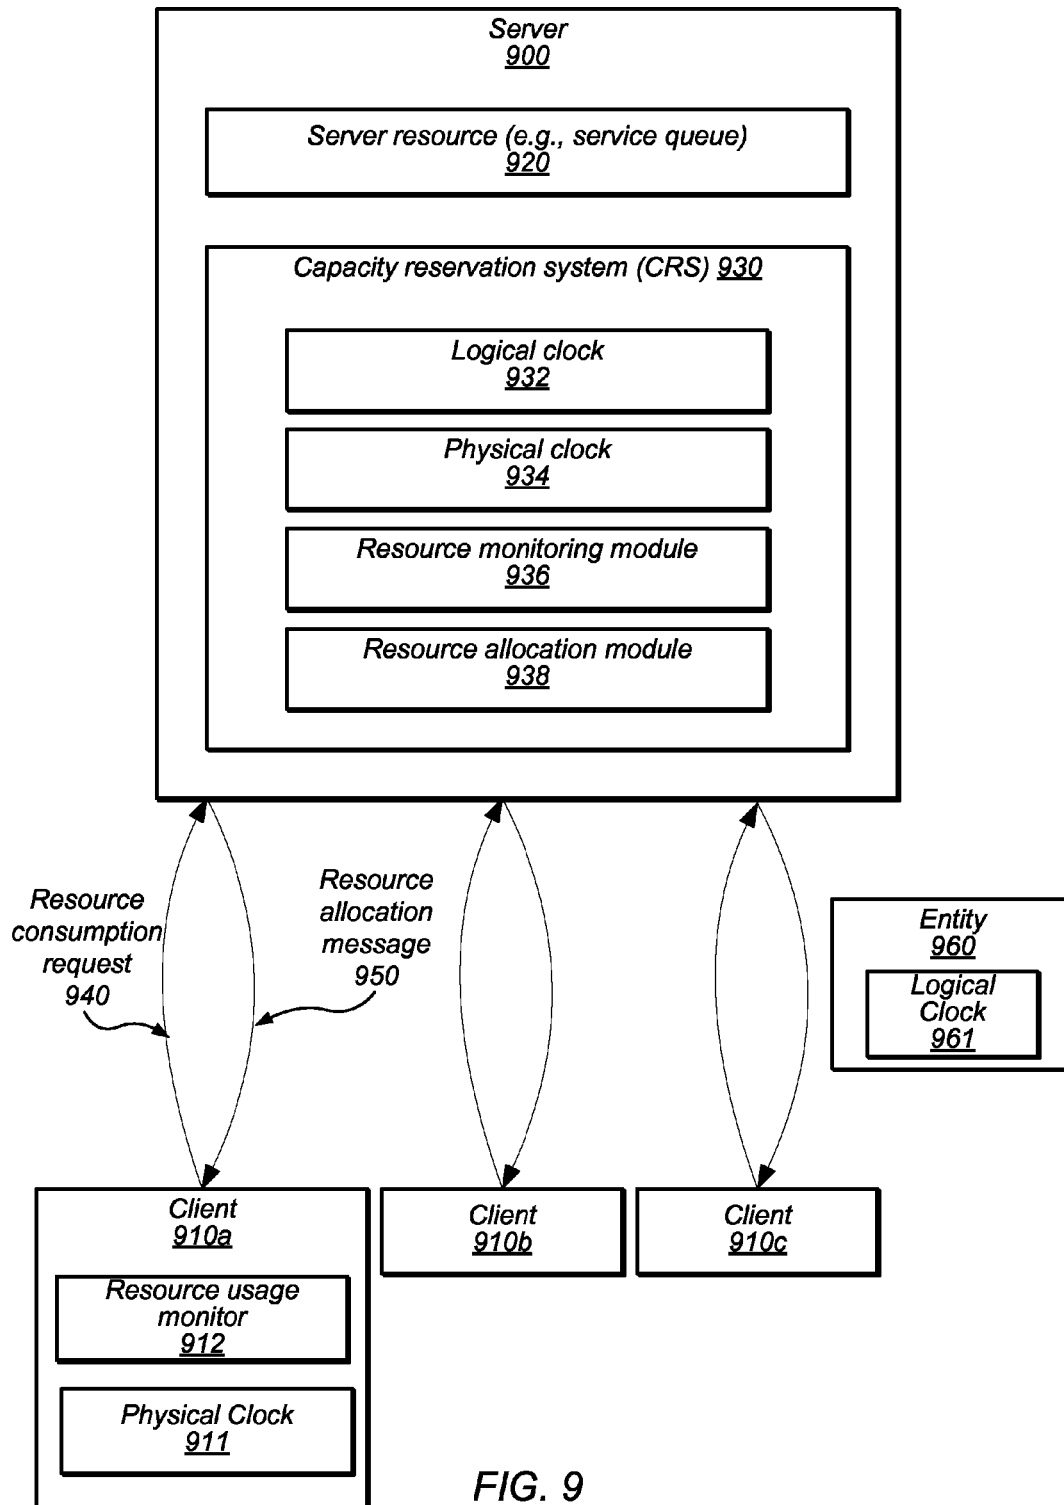 Server
900
Server resource (e.g., service queue)
920
Capacity reservation system (CRS) 930
Logical clock
932
Physical clock
934
Resource monitoring module
936
Resource allocation module
938
Resource
consumption
request
940
Resource
allocation
message
950
Entity
960
Logical
Clock
961
Client
910a
Resource usage
monitor
912
Physical Clock
911
Client
910b
Client
910c
FIG. 9